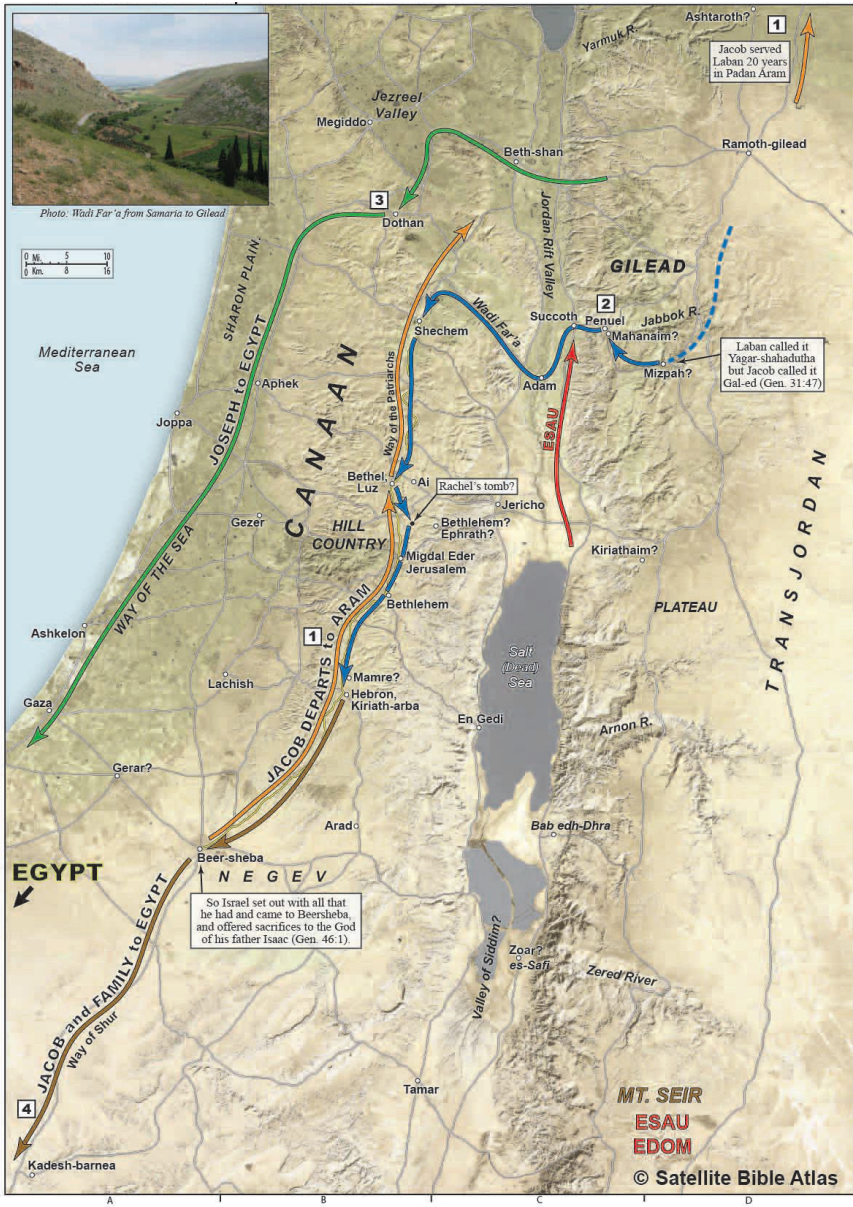 Ashtaroth?
1
Yarmuk R.
Jacob served
Laban 20 years
in Padan Aram
Jezreel
Valley
Megiddo
Ramoth-gilead
Beth-shan
3
Dothan
Photo: Wadi Far'a from Samaria to Gilead
0 Mi. 5 10
0 Km. 8 16
SHARON PLAIN.
Jordan Rift Valley
GILEAD
2
Succoth
Penuel
Mahanaim?
Jabbok R.
Shechem
Wadi Far'a
Mediterranean
Sea
Laban called it
Yagar-shahadutha
but Jacob called it
Gal-ed (Gen. 31:47)
Mizpah?
Adam
Aphek
CANAAN
Way of the Patriarchs
ESAU
Joppa
JOSEPH to EGYPT
Bethel,
Luz
Ai
Rachel's tomb?
Jericho
Gezer
HILL
COUNTRY
Bethlehem?
Ephrath?
TRANSJORDAN
Kiriathaim?
Migdal Eder
Jerusalem
WAY OF THE SEA
Bethlehem
PLATEAU
Ashkelon
1
JACOB DEPARTS to ARAM
Salt
(Dead)
Sea
Lachish
Mamre?
Hebron,
Kiriath-arba
Gaza
En Gedi
Arnon R.
Gerar?
Arad
Bab edh-Dhra
Beer-sheba
EGYPT
NEGEV
So Israel set out with all that
he had and came to Beersheba,
and offered sacrifices to the God
of his father Isaac (Gen. 46:1).
Valley of Siddim?
Zoar?
es-Safi
Zered River
JACOB and FAMILY to EGYPT
Way of Shur
Tamar
MT. SEIR
ESAU
EDOM
4
Kadesh-barnea
© Satellite Bible Atlas
A B C D